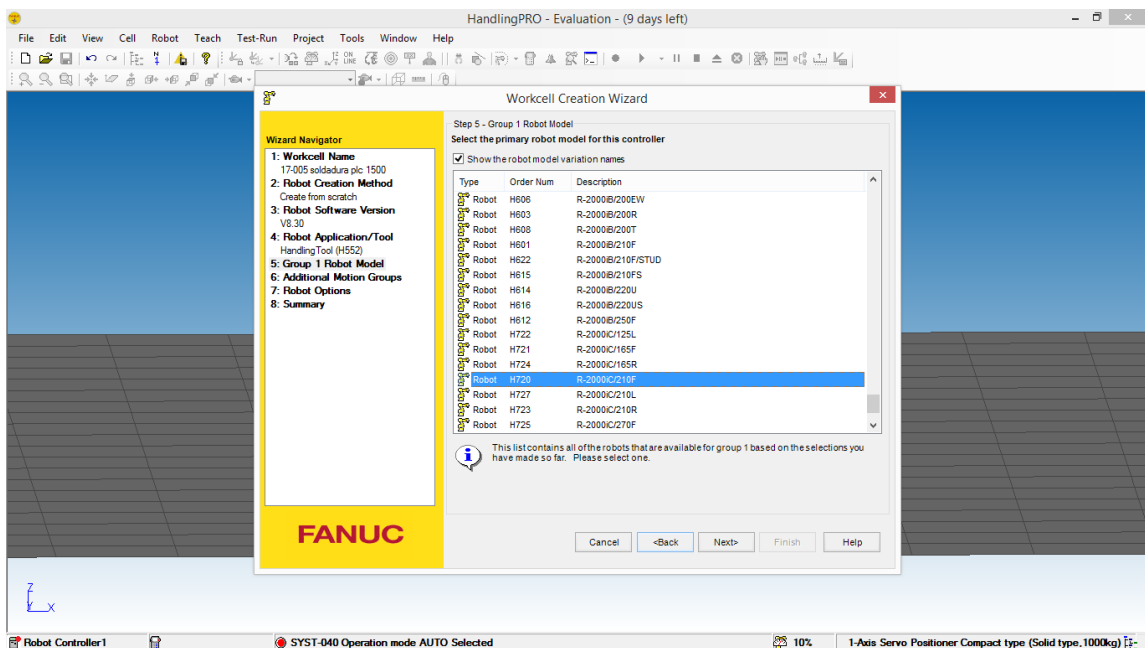 HandlingPRO - Evaluation - (9 days left)
File Edit View Cell Robot Teach Test-Run Project Tools Window Help
Workcell Creation Wizard
Wizard Navigator
1: Workcell Name
17-005 soldadura plc 1500
2: Robot Creation Method
Create from scratch
3: Robot Software Version
V8.30
4: Robot Application/Tool
HandlingTool (H552)
5: Group 1 Robot Model
6: Additional Motion Groups
7: Robot Options
8: Summary
FANUC
Step 5 - Group 1 Robot Model
Select the primary robot model for this controller
Show the robot model variation names
Type Order Num Description
Robot H606 R-2000iB/200EW
Robot H603 R-2000iB/200R
Robot H608 R-2000iB/200T
Robot H601 R-2000iB/210F
Robot H622 R-2000iB/210F/STUD
Robot H615 R-2000iB/210FS
Robot H614 R-2000iB/220U
Robot H616 R-2000iB/220US
Robot H612 R-2000iB/250F
Robot H722 R-2000iC/125L
Robot H721 R-2000iC/165F
Robot H724 R-2000iC/165R
Robot H720 R-2000iC/210F
Robot H727 R-2000iC/210L
Robot H723 R-2000iC/210R
Robot H725 R-2000iC/270F
This list contains all of the robots that are available for group 1 based on the selections you
have made so far. Please select one.
Cancel <Back Next> Finish Help
Z
Y X
Robot Controller1 SYST-040 Operation mode AUTO Selected 10% 1-Axis Servo Positioner Compact type (Solid type,1000kg)